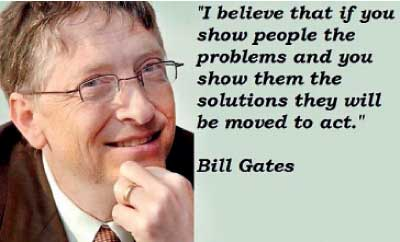 "I believe that if you
show people the
problems and you
show them the
solutions they will
be moved to act."
Bill Gates